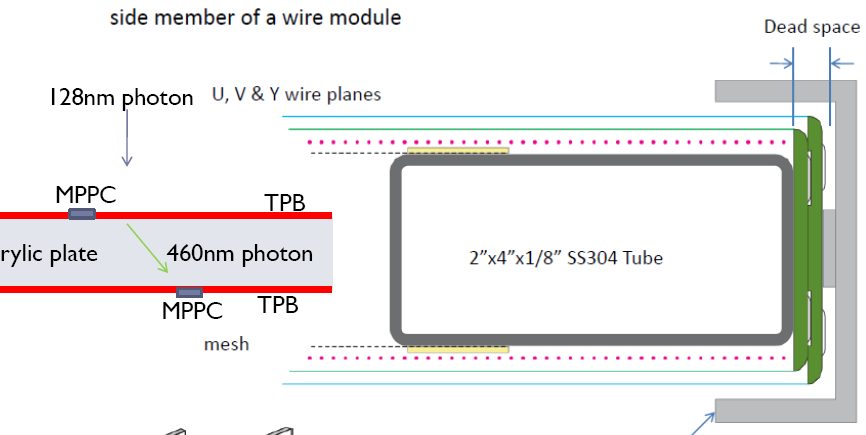 side member of a wire module
Dead space
128nm photon
U, V & Y wire planes
MPPC
TPB
rylic plate
460nm photon
2”x4”x1/8” SS304 Tube
MPPC
TPB
mesh